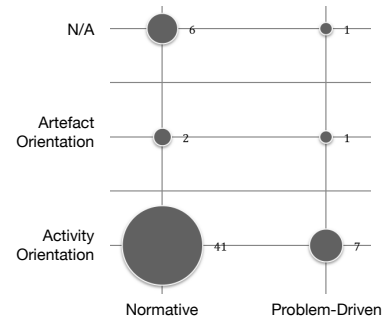 N/A
6
1
Artefact
Orientation
2
1
Activity
Orientation
41
7
Normative
Problem-Driven